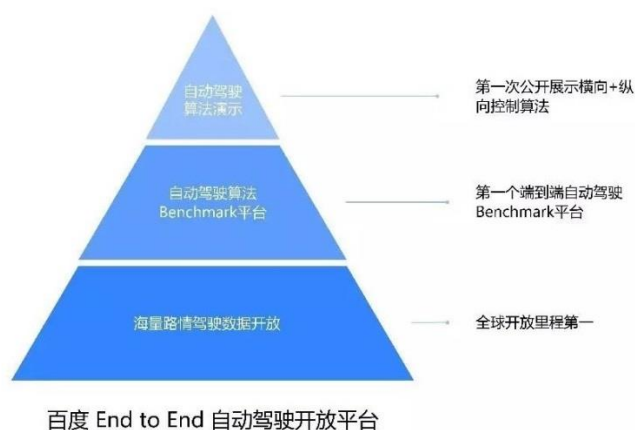 自动驾驶
算法演示
第一次公开展示横向+纵
向控制算法
自动驾驶算法
Benchmark平台
第一个端到端自动驾驶
Benchmark平台
海量路情驾驶数据开放
全球开放里程第一
百度 End to End 自动驾驶开放平台